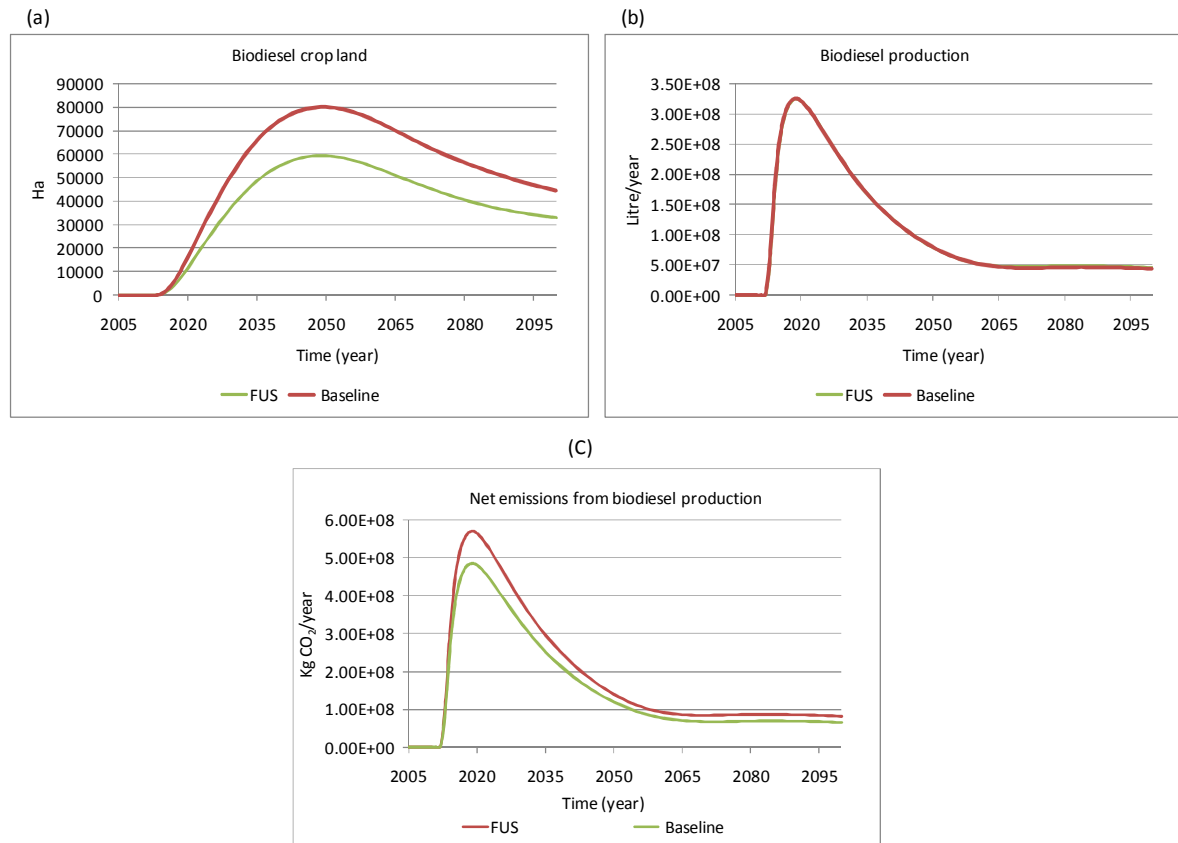 (a)
Biodiesel crop land
90000
80000
70000
60000
50000
40000
30000
20000
10000
0
Ha
2005 2020 2035 2050 2065 2080 2095
Time (year)
FUS Baseline
(b)
Biodiesel production
3.50E+08
3.00E+08
2.50E+08
2.00E+08
1.50E+08
1.00E+08
5.00E+07
0.00E+00
Litre/year
2005 2020 2035 2050 2065 2080 2095
Time (year)
FUS Baseline
(C)
Net emissions from biodiesel production
6.00E+08
5.00E+08
4.00E+08
3.00E+08
2.00E+08
1.00E+08
0.00E+00
Kg CO₂/year
2005 2020 2035 2050 2065 2080 2095
Time (year)
FUS Baseline